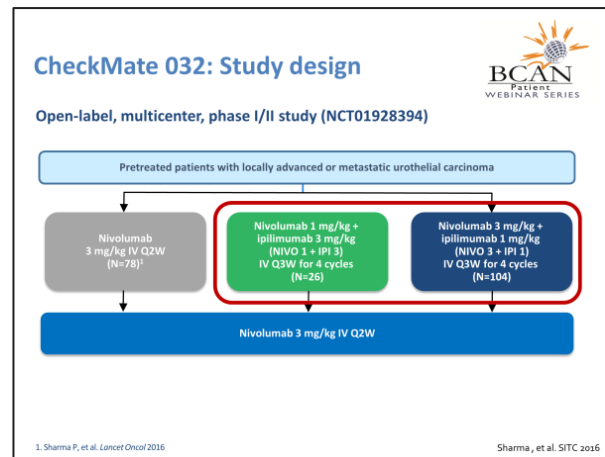 CheckMate 032: Study design
BCAN
Patient
WEBINAR SERIES
Open-label, multicenter, phase I/II study (NCT01928394)
Pretreated patients with locally advanced or metastatic urothelial carcinoma
Nivolumab
3 mg/kg IV Q2W
(N=78)1
Nivolumab 1 mg/kg +
ipilimumab 3 mg/kg
(NIVO 1 + IPI 3)
IV Q3W for 4 cycles
(N=26)
Nivolumab 3 mg/kg +
ipilimumab 1 mg/kg
(NIVO 3 + IPI 1)
IV Q3W for 4 cycles
(N=104)
Nivolumab 3 mg/kg IV Q2W
1. Sharma P, et al. Lancet Oncol 2016
Sharma , et al. SITC 2016